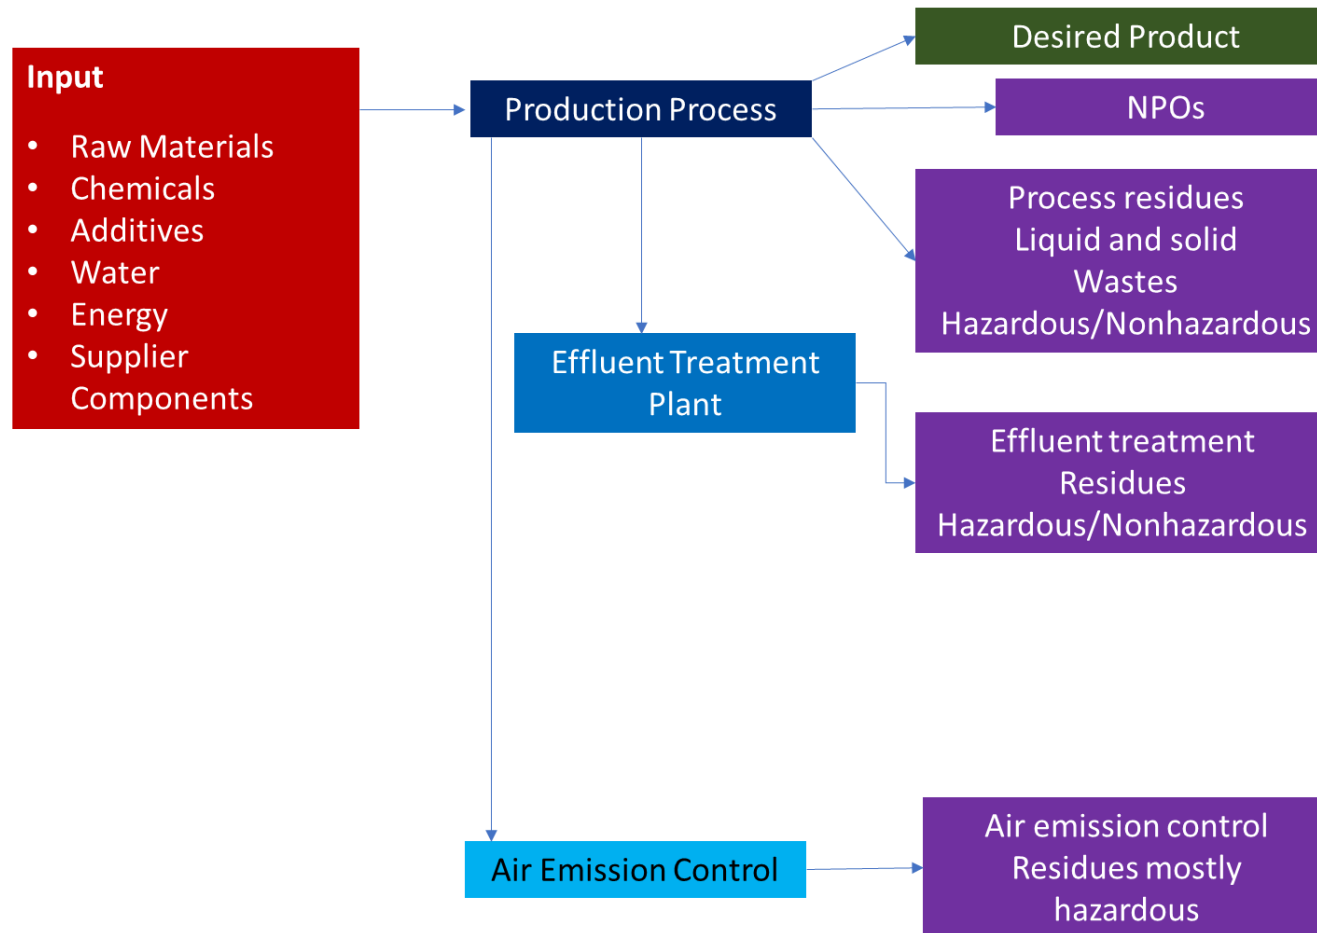 Input
• Raw Materials
• Chemicals
• Additives
• Water
• Energy
• Supplier
Components
Production Process
Desired Product
NPOs
Process residues
Liquid and solid
Wastes
Hazardous/Nonhazardous
Effluent Treatment
Plant
Effluent treatment
Residues
Hazardous/Nonhazardous
Air Emission Control
Air emission control
Residues mostly
hazardous